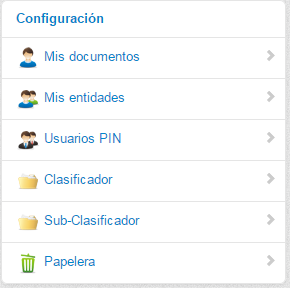 Configuración
Mis documentos
Mis entidades
Usuarios PIN
Clasificador
Sub-Clasificador
Papelera